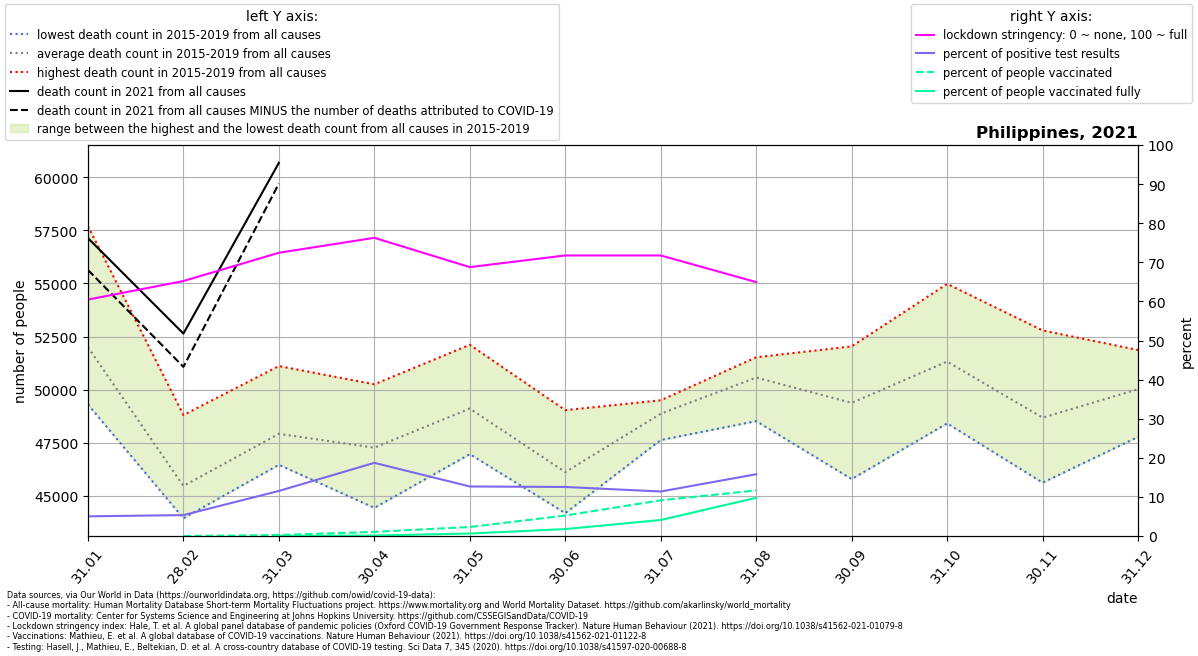 left Y axis:
lowest death count in 2015-2019 from all causes
average death count in 2015-2019 from all causes
highest death count in 2015-2019 from all causes
death count in 2021 from all causes
death count in 2021 from all causes MINUS the number of deaths attributed to COVID-19
range between the highest and the lowest death count from all causes in 2015-2019
right Y axis:
lockdown stringency: 0 ~ none, 100 ~ full
percent of positive test results
percent of people vaccinated
percent of people vaccinated fully
Philippines, 2021
number of people
60000
57500
55000
52500
50000
47500
45000
100
90
80
70
60
50
40
30
20
10
0
percent
31.01
28.02
31.03
30.04
31.05
30.06
31.07
31.08
30.09
31.10
30.11
31.12
date
Data sources, via Our World in Data (https://ourworldindata.org, https://github.com/owid/covid-19-data):
- All-cause mortality: Human Mortality Database Short-term Mortality Fluctuations project. https://www.mortality.org and World Mortality Dataset. https://github.com/akarlinsky/world_mortality
- COVID-19 mortality: Center for Systems Science and Engineering at Johns Hopkins University. https://github.com/CSSEGISandData/COVID-19
- Lockdown stringency index: Hale, T. et al. A global panel database of pandemic policies (Oxford COVID-19 Government Response Tracker). Nature Human Behaviour (2021). https://doi.org/10.1038/s41562-021-01079-8
- Vaccinations: Mathieu, E. et al. A global database of COVID-19 vaccinations. Nature Human Behaviour (2021). https://doi.org/10.1038/s41562-021-01122-8
- Testing: Hasell, J., Mathieu, E., Beltekian, D. et al. A cross-country database of COVID-19 testing. Sci Data 7, 345 (2020). https://doi.org/10.1038/s41597-020-00688-8